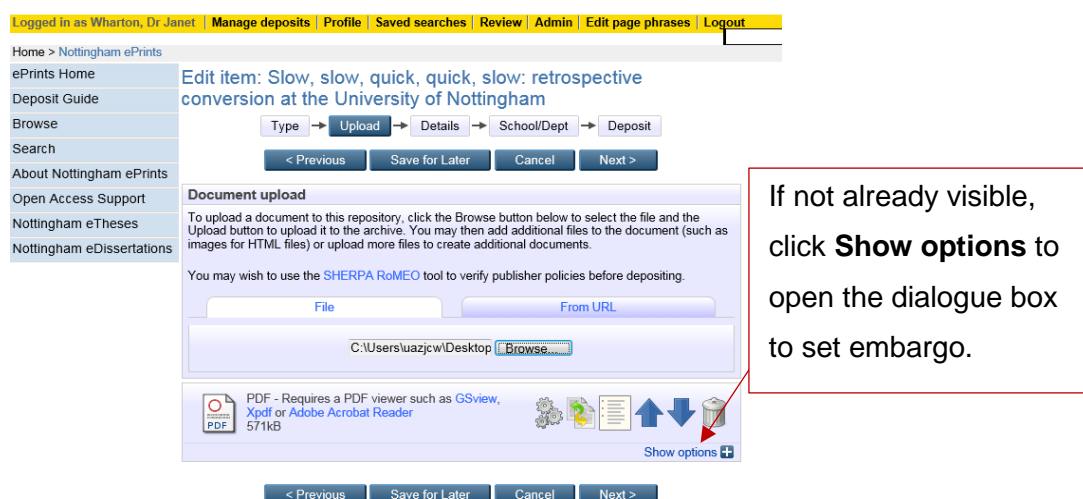 Logged in as Wharton, Dr Janet | Manage deposits | Profile | Saved searches | Review | Admin | Edit page phrases | Logout
Home > Nottingham ePrints
ePrints Home
Deposit Guide
Browse
Search
About Nottingham ePrints
Open Access Support
Nottingham eTheses
Nottingham eDissertations
Edit item: Slow, slow, quick, quick, slow: retrospective
conversion at the University of Nottingham
Type → Upload → Details → School/Dept → Deposit
< Previous Save for Later Cancel Next >
Document upload
To upload a document to this repository, click the Browse button below to select the file and the
Upload button to upload it to the archive. You may then add additional files to the document (such as
images for HTML files) or upload more files to create additional documents.
You may wish to use the SHERPA RoMEO tool to verify publisher policies before depositing.
File From URL
C:\Users\uazjcw\Desktop Browse...
PDF
PDF - Requires a PDF viewer such as GSview,
Xpdf or Adobe Acrobat Reader
571kB
Show options
< Previous Save for Later Cancel Next >
If not already visible,
click Show options to
open the dialogue box
to set embargo.